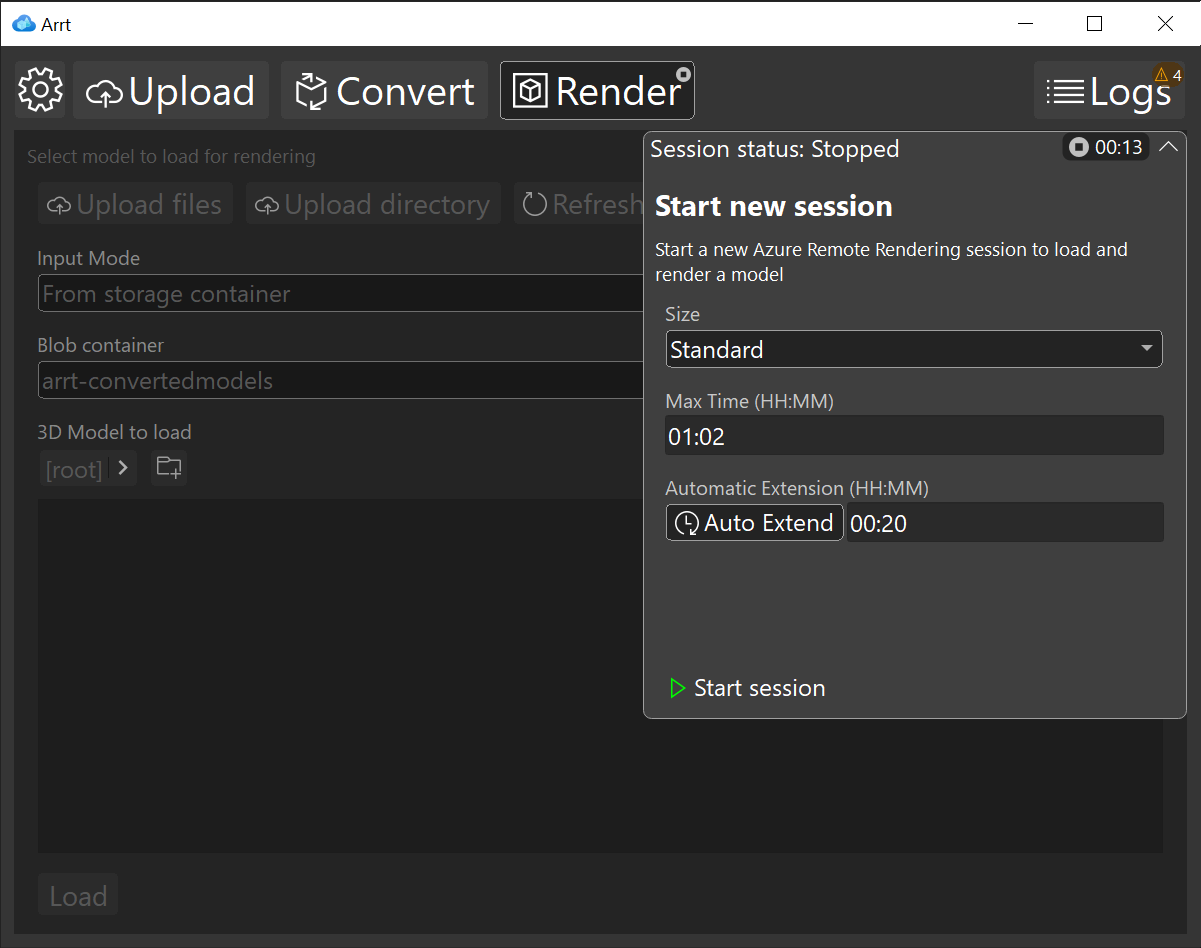 Arrt
Upload
Convert
Render
Logs
4
Select model to load for rendering
Upload files
Upload directory
Refresh
Input Mode
From storage container
Blob container
arrt-convertedmodels
3D Model to load
[root]
Load
Session status: Stopped
00:13
Start new session
Start a new Azure Remote Rendering session to load and
render a model
Size
Standard
Max Time (HH:MM)
01:02
Automatic Extension (HH:MM)
Auto Extend
00:20
Start session